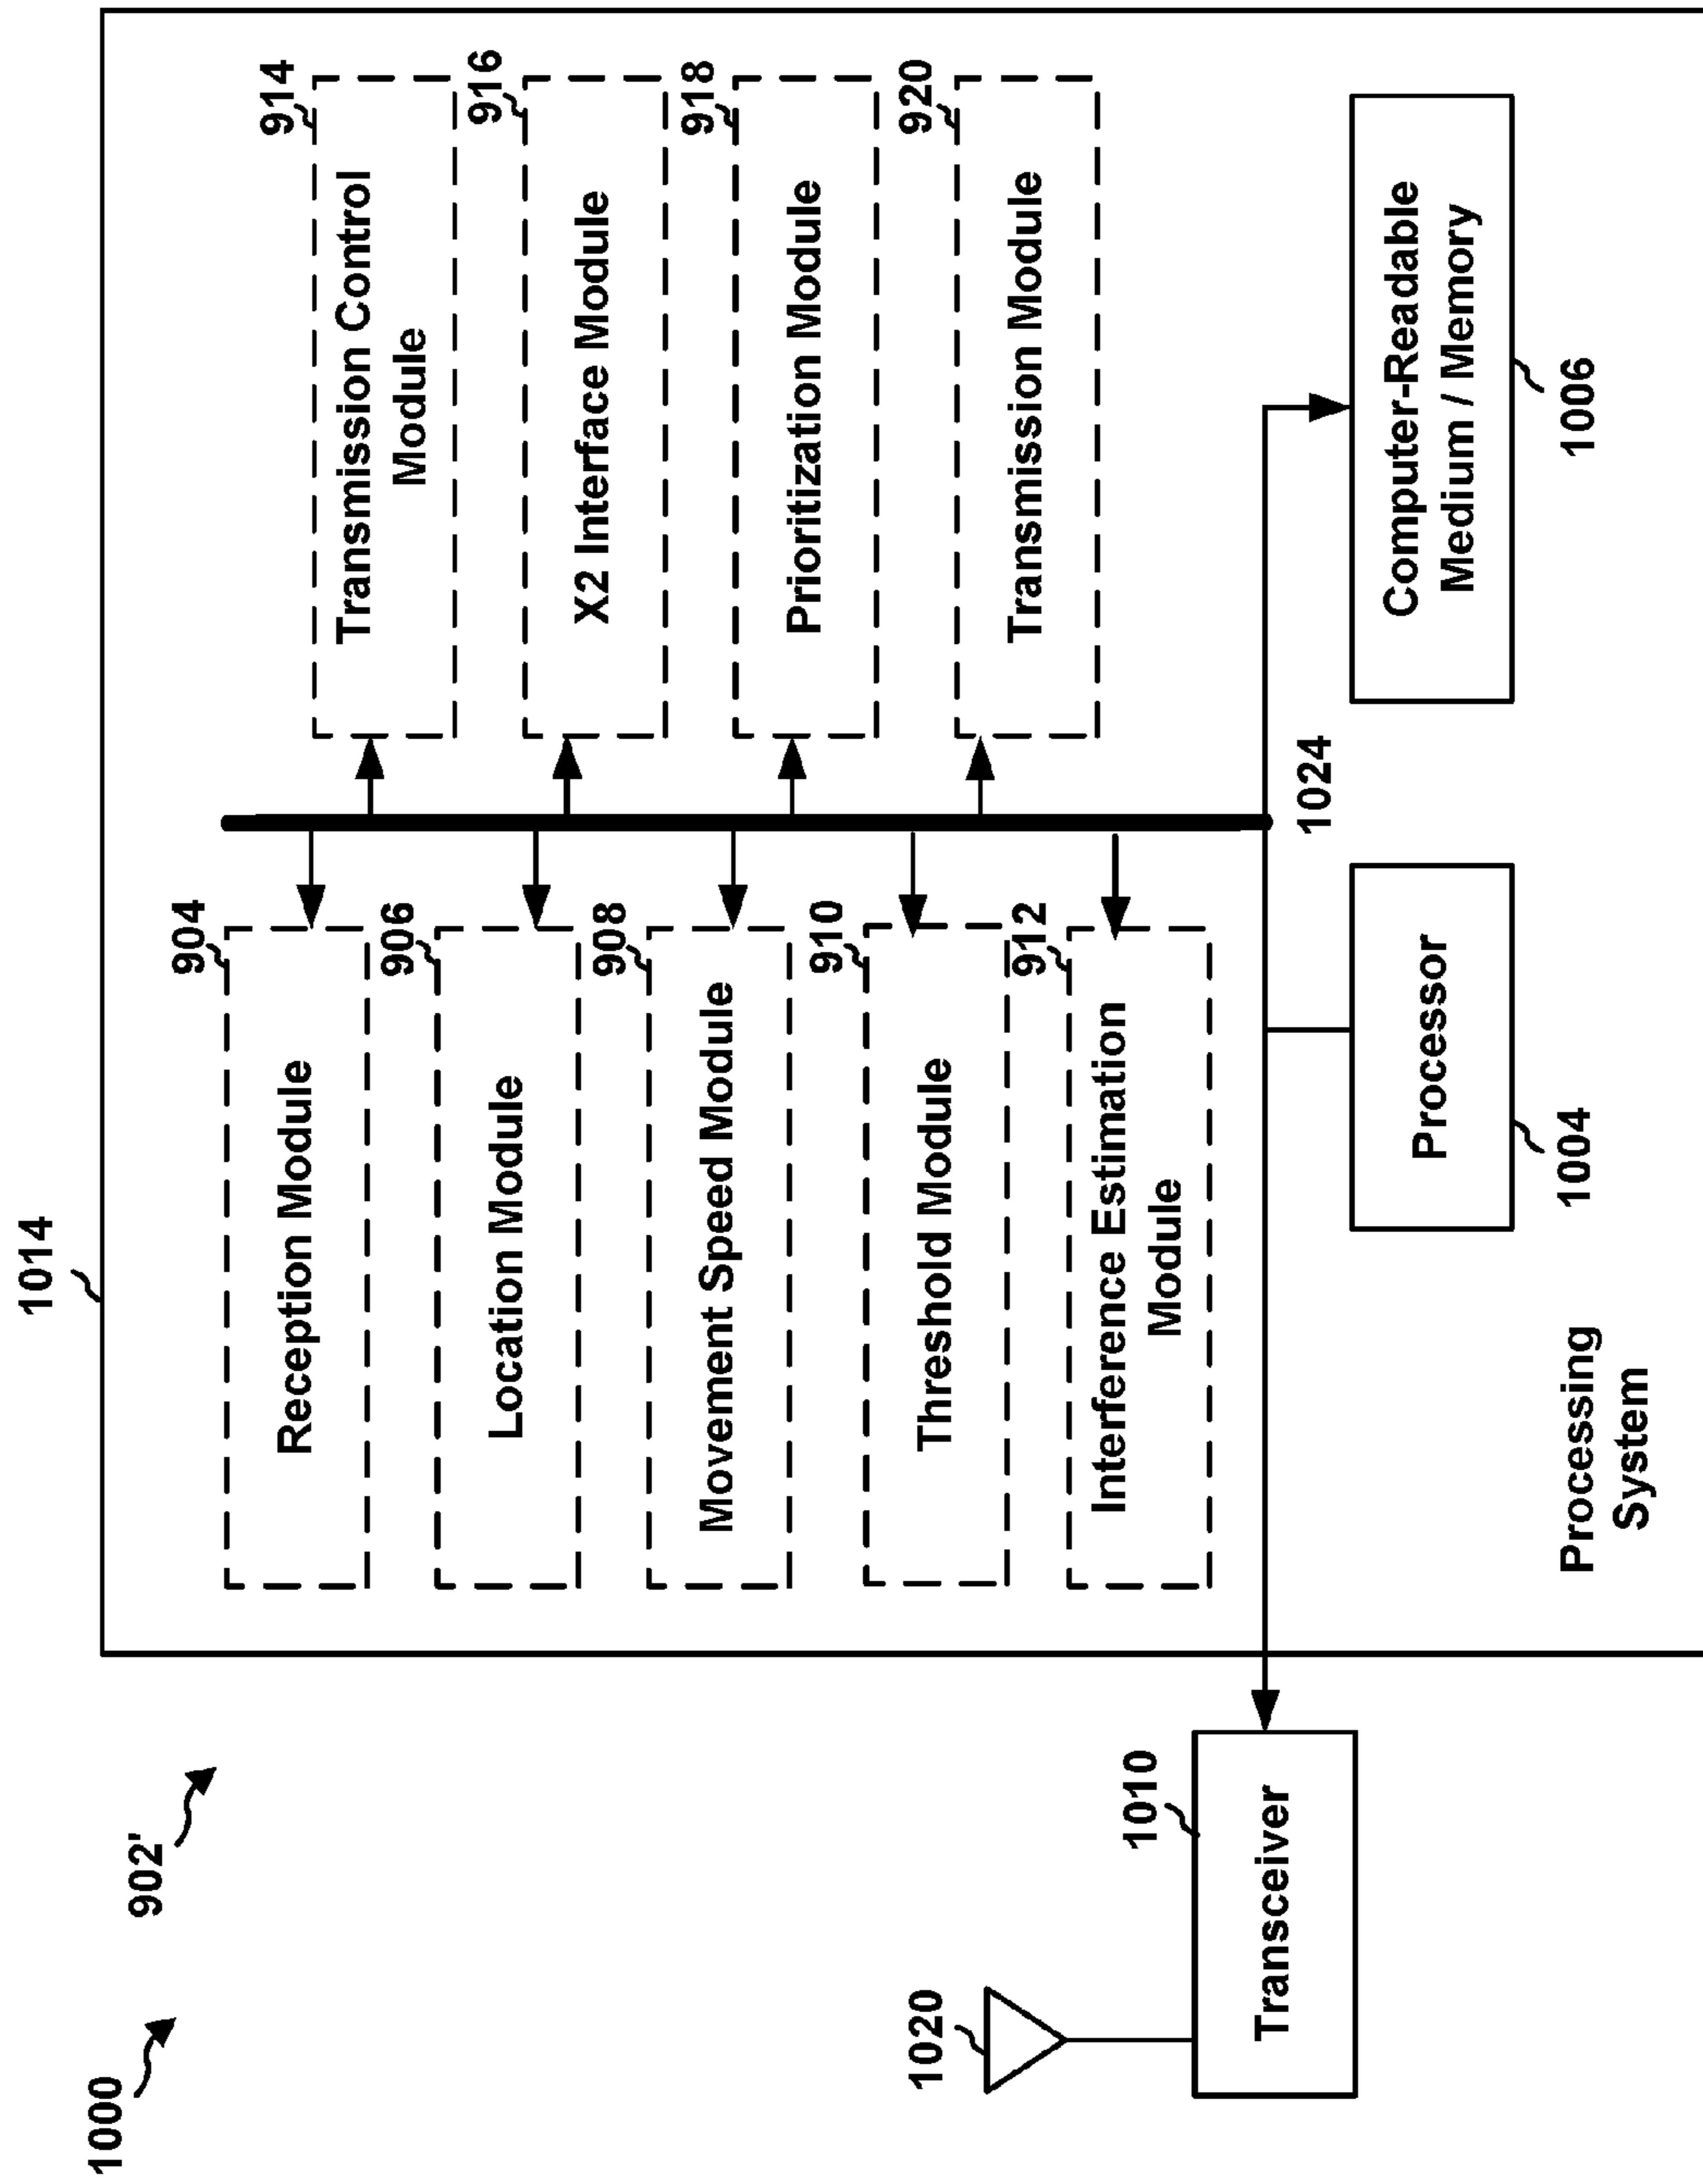 1000
902'
1014
904
Reception Module
906
Location Module
908
Movement Speed Module
910
Threshold Module
912
Interference Estimation
Module
914
Transmission Control
Module
916
X2 Interface Module
918
Prioritization Module
920
Transmission Module
1024
1020
1010
Transceiver
Processor
1004
Computer-Readable
Medium / Memory
1006
Processing
System